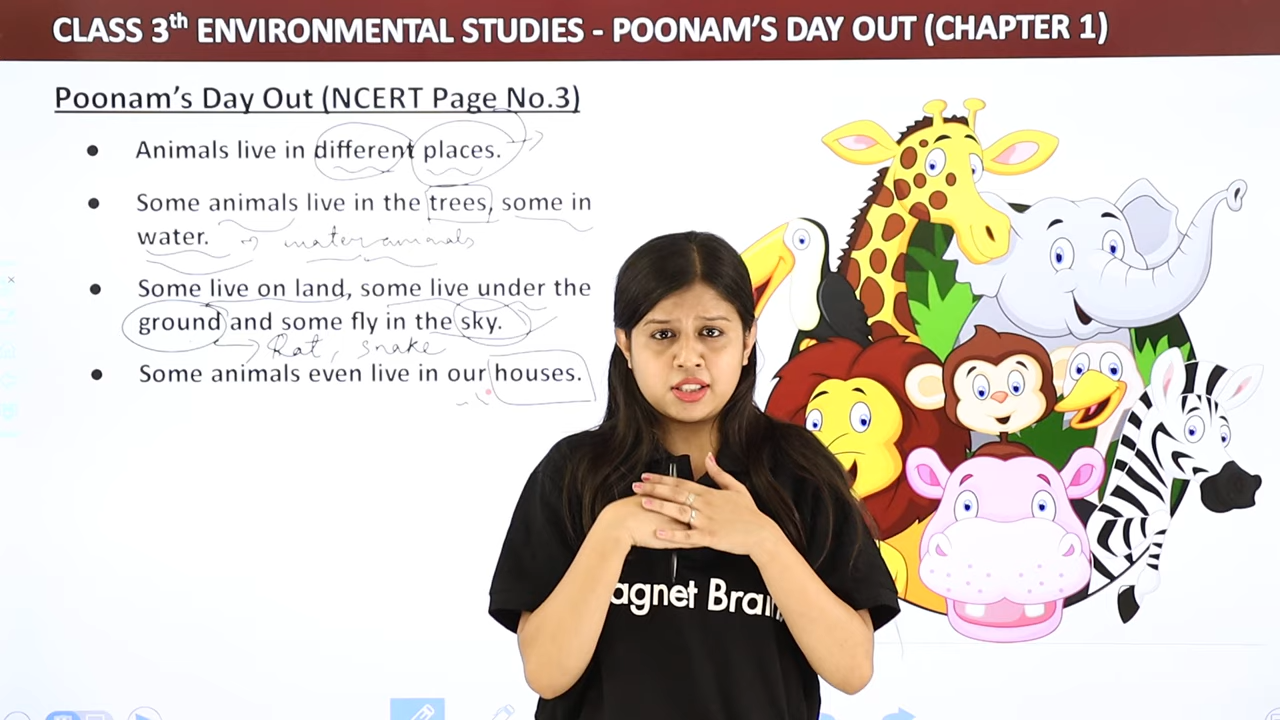 CLASS 3th ENVIRONMENTAL STUDIES - POONAM'S DAY OUT (CHAPTER 1)
Poonam's Day Out (NCERT Page No.3)
• Animals live in different places.
• Some animals live in the trees, some in
water. → water animals
• Some live on land, some live under the
ground and some fly in the sky.
→ Rat, snake
• Some animals even live in our houses.
agnet Brain